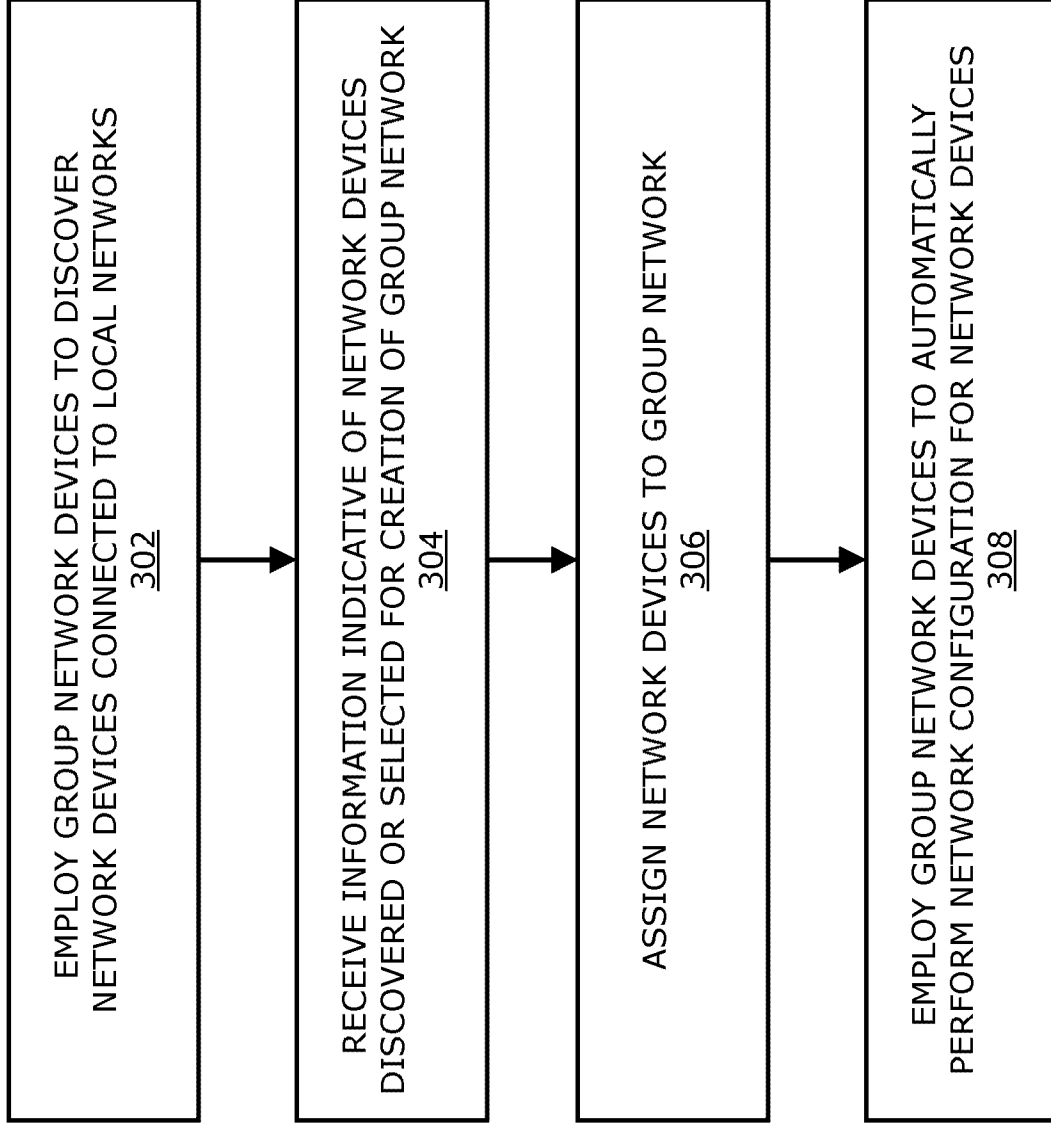 EMPLOY GROUP NETWORK DEVICES TO DISCOVER
NETWORK DEVICES CONNECTED TO LOCAL NETWORKS
302
RECEIVE INFORMATION INDICATIVE OF NETWORK DEVICES
DISCOVERED OR SELECTED FOR CREATION OF GROUP NETWORK
304
ASSIGN NETWORK DEVICES TO GROUP NETWORK
306
EMPLOY GROUP NETWORK DEVICES TO AUTOMATICALLY
PERFORM NETWORK CONFIGURATION FOR NETWORK DEVICES
308